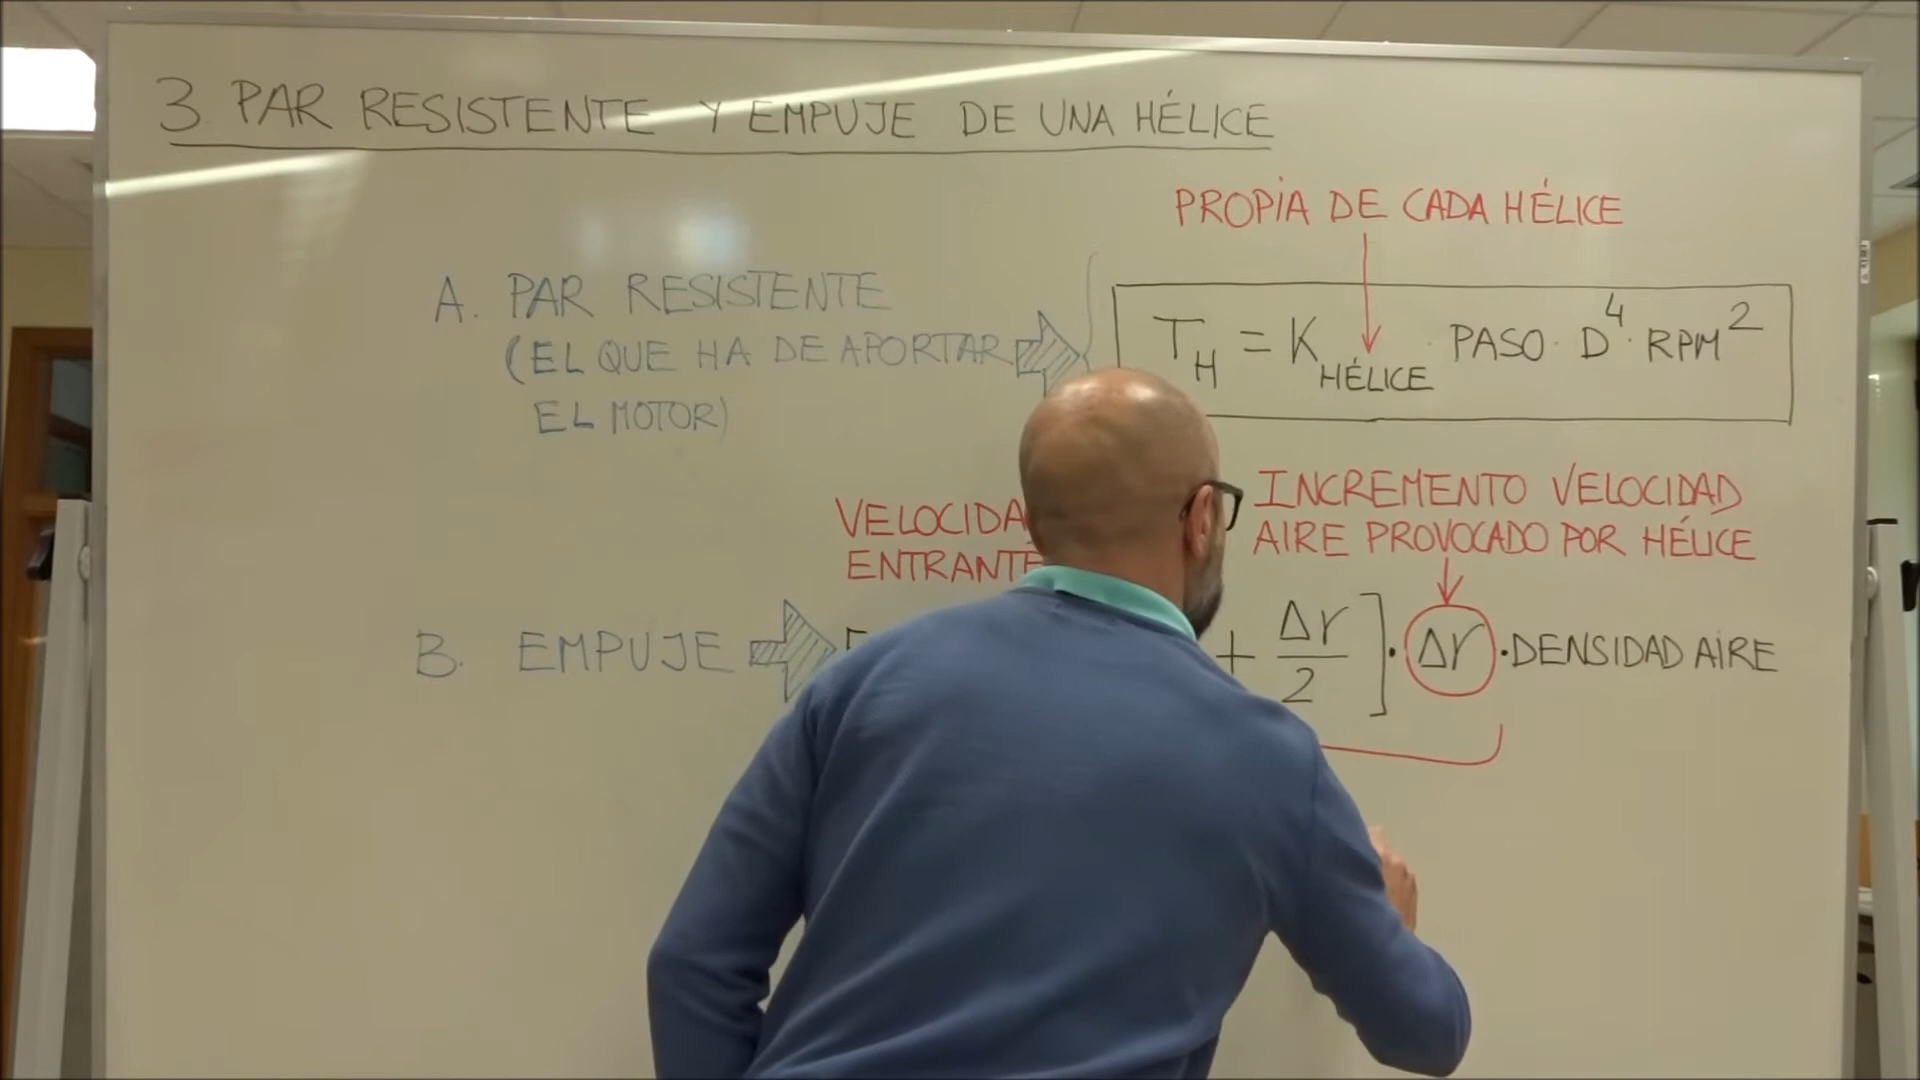 3. PAR RESISTENTE Y EMPUJE DE UNA HÉLICE
PROPIA DE CADA HÉLICE
A. PAR RESISTENTE
(EL QUE HA DE APORTAR
EL MOTOR)
T_H = K_HÉLICE · PASO · D^4 · RPM^2
ENTRANTE
INCREMENTO VELOCIDAD
AIRE PROVOCADO POR HÉLICE
B. EMPUJE
+ Δv/2 ] · Δv · DENSIDAD AIRE